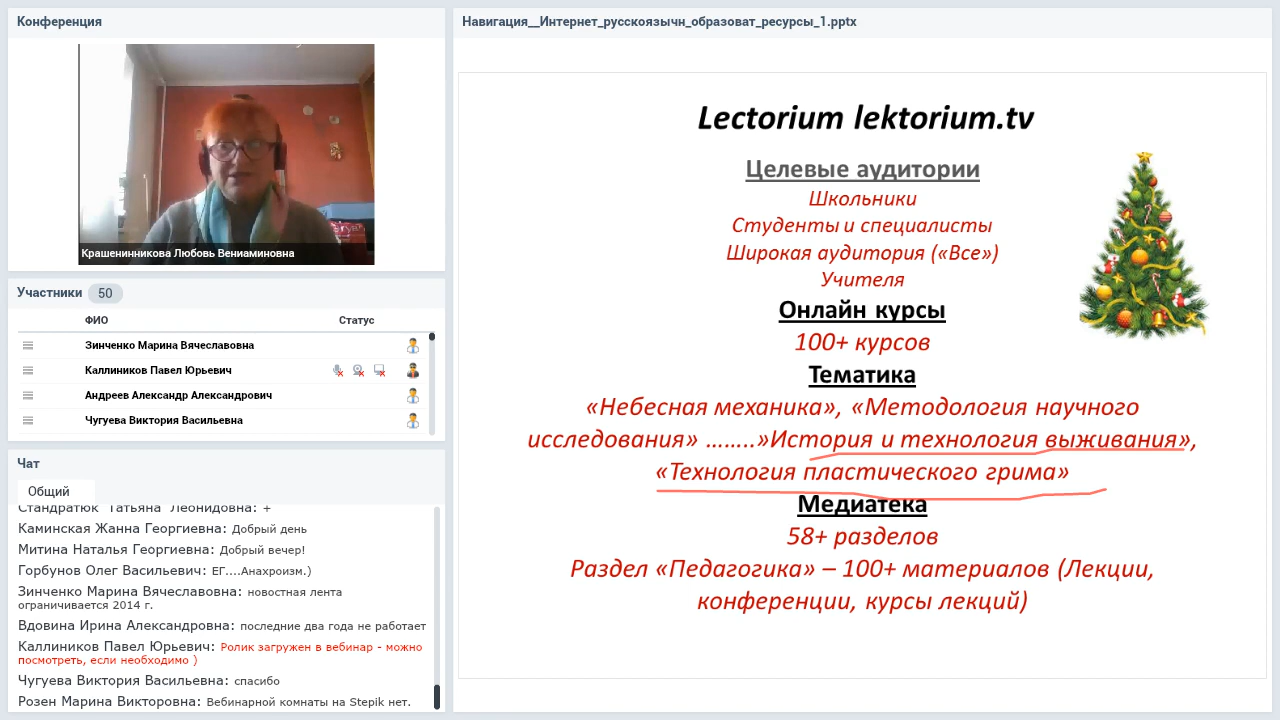 Конференция
Крашенинникова Любовь Вениаминовна
Участники 50
ФИО Статус
Зинченко Марина Вячеславовна
Каллиников Павел Юрьевич
Андреев Александр Александрович
Чугуева Виктория Васильевна
Чат
Общий
Стандратюк Татьяна Леонидовна: +
Каминская Жанна Георгиевна: Добрый день
Митина Наталья Георгиевна: Добрый вечер!
Горбунов Олег Васильевич: ЕГ....Анахроизм.)
Зинченко Марина Вячеславовна: новостная лента
ограничивается 2014 г.
Вдовина Ирина Александровна: последние два года не работает
Каллиников Павел Юрьевич: Ролик загружен в вебинар - можно
посмотреть, если необходимо )
Чугуева Виктория Васильевна: спасибо
Розен Марина Викторовна: Вебинарной комнаты на Stepik нет.
Навигация__Интернет_русскоязычн_образоват_ресурсы_1.pptx
Lectorium lektorium.tv
Целевые аудитории
Школьники
Студенты и специалисты
Широкая аудитория («Все»)
Учителя
Онлайн курсы
100+ курсов
Тематика
«Небесная механика», «Методология научного
исследования» ........»История и технология выживания»,
«Технология пластического грима»
Медиатека
58+ разделов
Раздел «Педагогика» – 100+ материалов (Лекции,
конференции, курсы лекций)